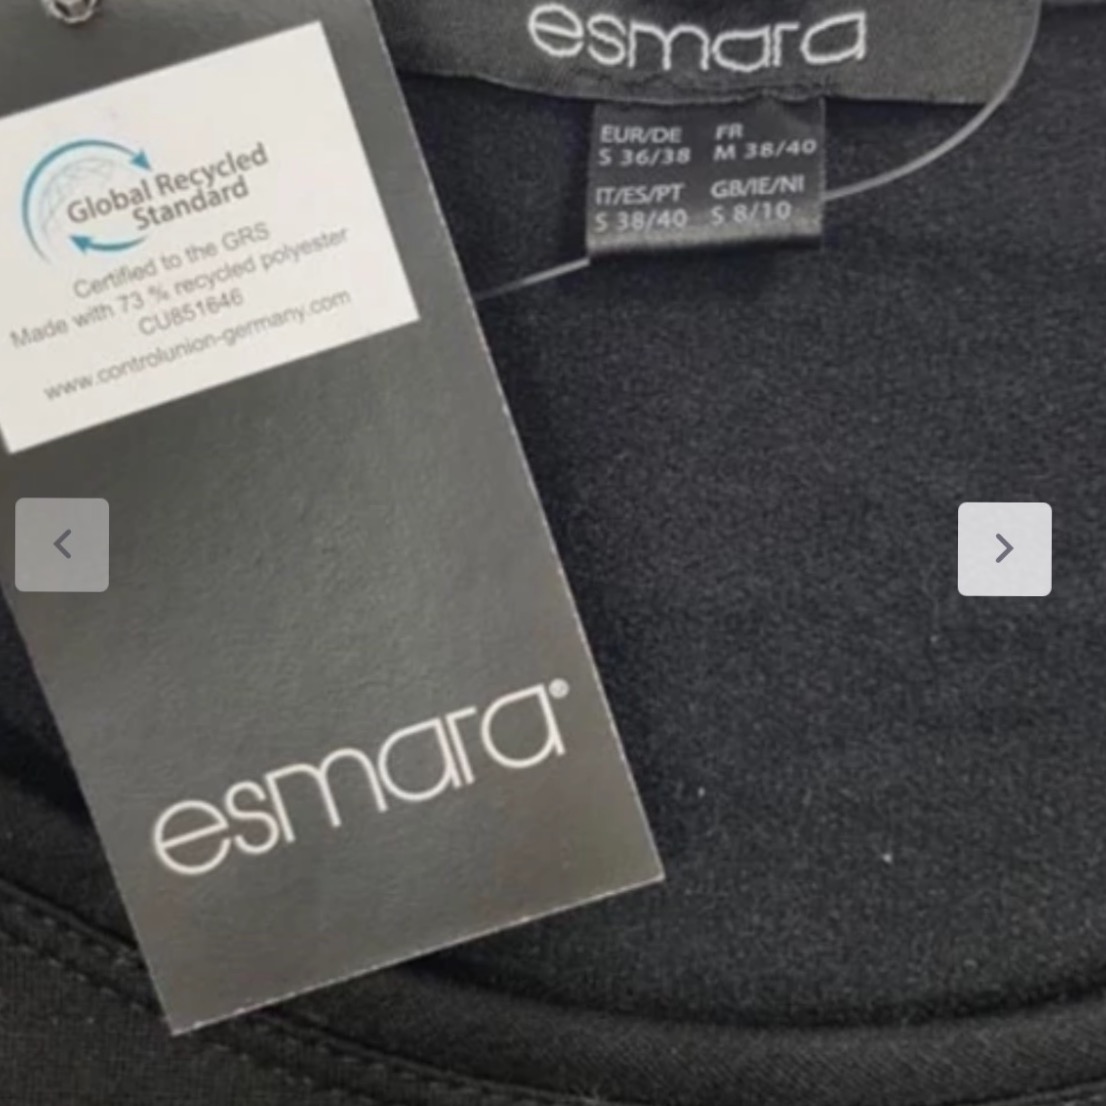 esmara
EUR/DE FR
S 36/38 M 38/40
IT/ES/PT GB/IE/NI
S 38/40 S 8/10
Global Recycled
Standard
Certified to the GRS
Made with 73 % recycled polyester
CU851646
www.controlunion-germany.com
esmara®